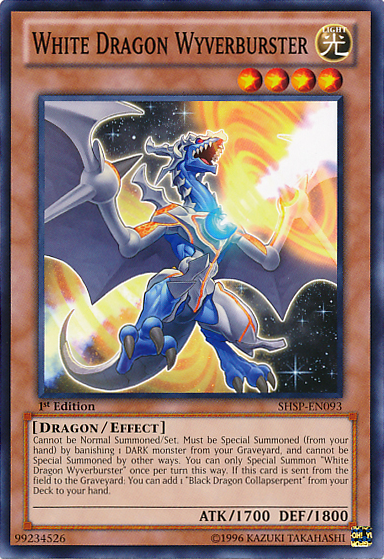 WHITE DRAGON WYVERBURSTER
LIGHT
光
1st Edition
SHSP-EN093
[DRAGON/EFFECT]
Cannot be Normal Summoned/Set. Must be Special Summoned (from your
hand) by banishing 1 DARK monster from your Graveyard, and cannot
be Special Summoned by other ways. You can only Special Summon "White
Dragon Wyverburster" once per turn this way. If this card is sent from
the field to the Graveyard: You can add 1 "Black Dragon Collapserpent" from
your Deck to your hand.
ATK/1700 DEF/1800
99234526
©1996 KAZUKI TAKAHASHI